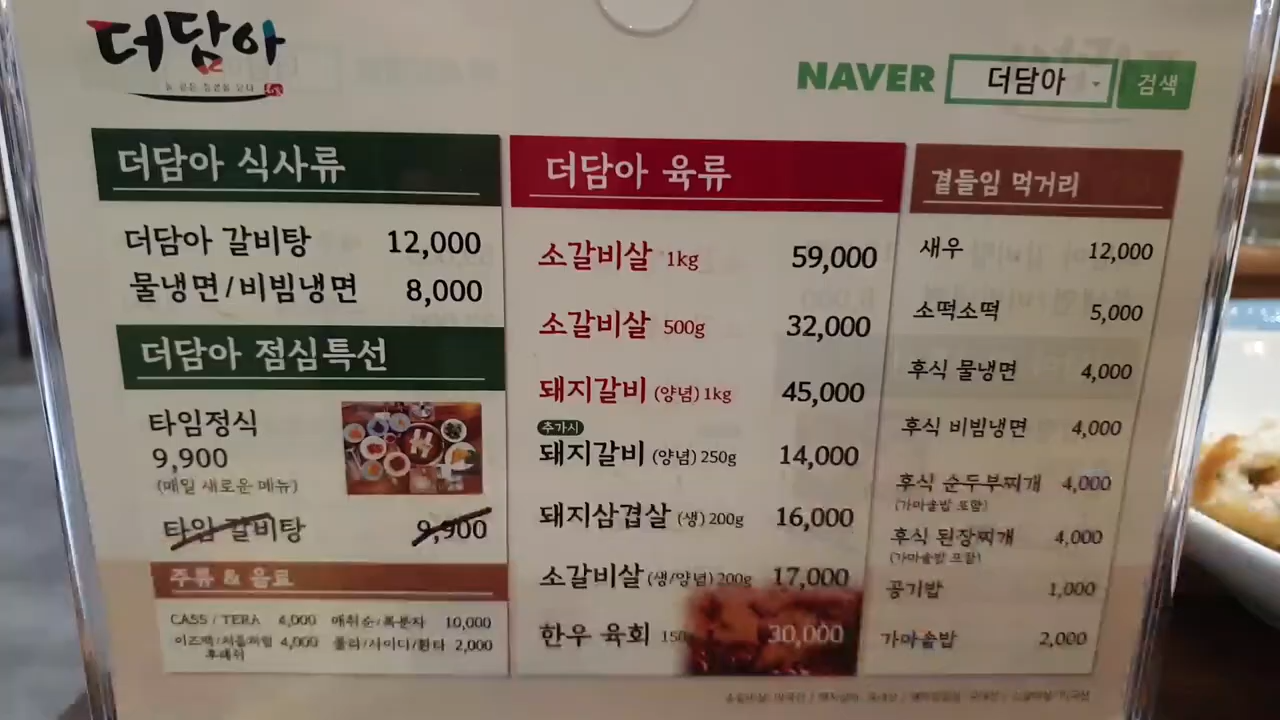 더담아
NAVER 더담아 검색
더담아 식사류
더담아 갈비탕 12,000
물냉면/비빔냉면 8,000
더담아 점심특선
타임정식
9,900
(매일 새로운 메뉴)
타임 갈비탕 9,900
주류 & 음료
CASS / TERA 4,000 매취순/복분자 10,000
이즈백/처음처럼 4,000 콜라/사이다/환타 2,000
후레쉬
더담아 육류
소갈비살 1kg 59,000
소갈비살 500g 32,000
돼지갈비 (양념) 1kg 45,000
추가시
돼지갈비 (양념) 250g 14,000
돼지삼겹살 (생) 200g 16,000
소갈비살 (생/양념) 200g 17,000
한우 육회 30,000
곁들임 먹거리
새우 12,000
소떡소떡 5,000
후식 물냉면 4,000
후식 비빔냉면 4,000
후식 순두부찌개 4,000
(가마솥밥 포함)
후식 된장찌개 4,000
(가마솥밥 포함)
공기밥 1,000
가마솥밥 2,000